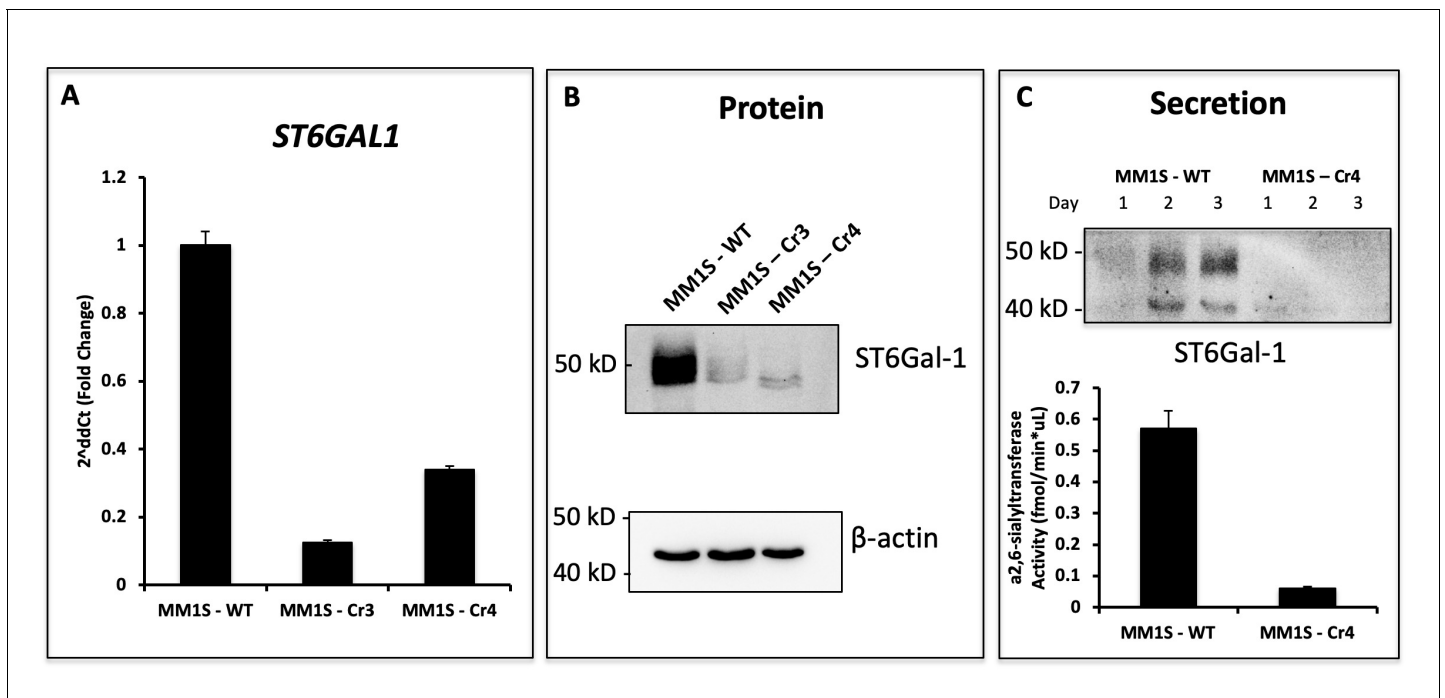 A
ST6GAL1
2^ddCt (Fold Change)
1.2
1
0.8
0.6
0.4
0.2
0
MM1S - WT MM1S - Cr3 MM1S - Cr4
B
Protein
MM1S - WT
MM1S – Cr3
MM1S – Cr4
50 kD
ST6Gal-1
50 kD
β-actin
40 kD
C
Secretion
MM1S - WT MM1S – Cr4
Day 1 2 3 1 2 3
50 kD
40 kD
ST6Gal-1
a2,6-sialyltransferase
Activity (fmol/min*uL)
0.7
0.6
0.5
0.4
0.3
0.2
0.1
0
MM1S - WT MM1S - Cr4